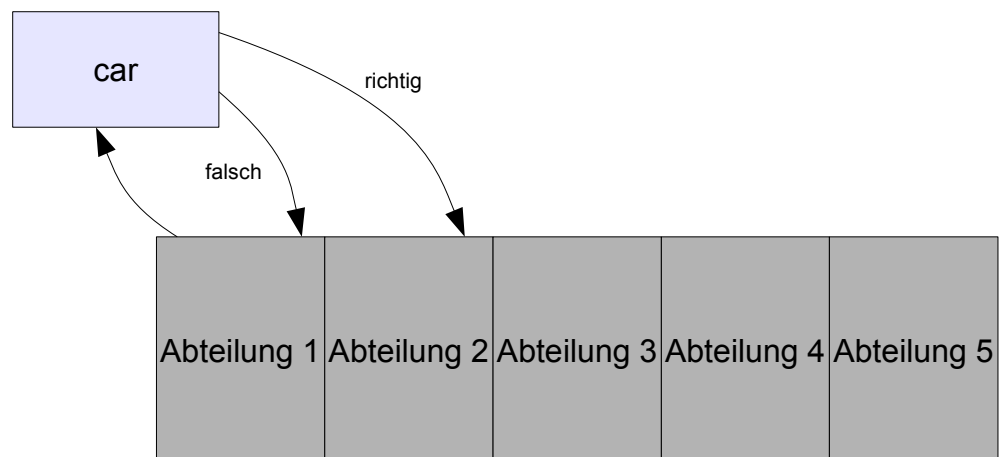 car
richtig
falsch
Abteilung 1
Abteilung 2
Abteilung 3
Abteilung 4
Abteilung 5